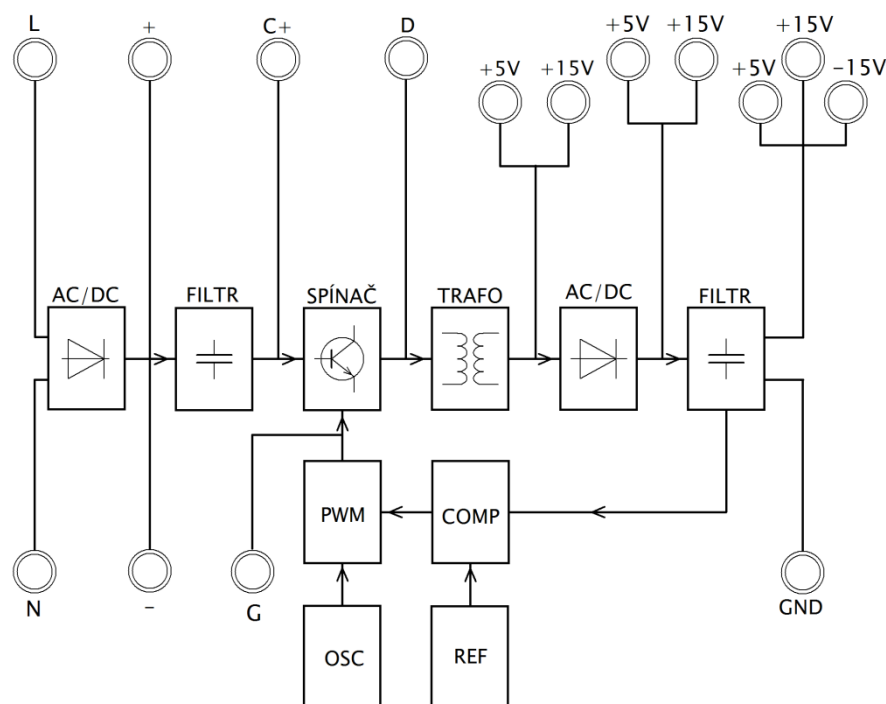 L
+
C+
D
+5V
+15V
+5V
+15V
+15V
+5V
-15V
AC/DC
FILTR
SPÍNAČ
TRAFO
AC/DC
FILTR
PWM
COMP
N
-
G
GND
OSC
REF